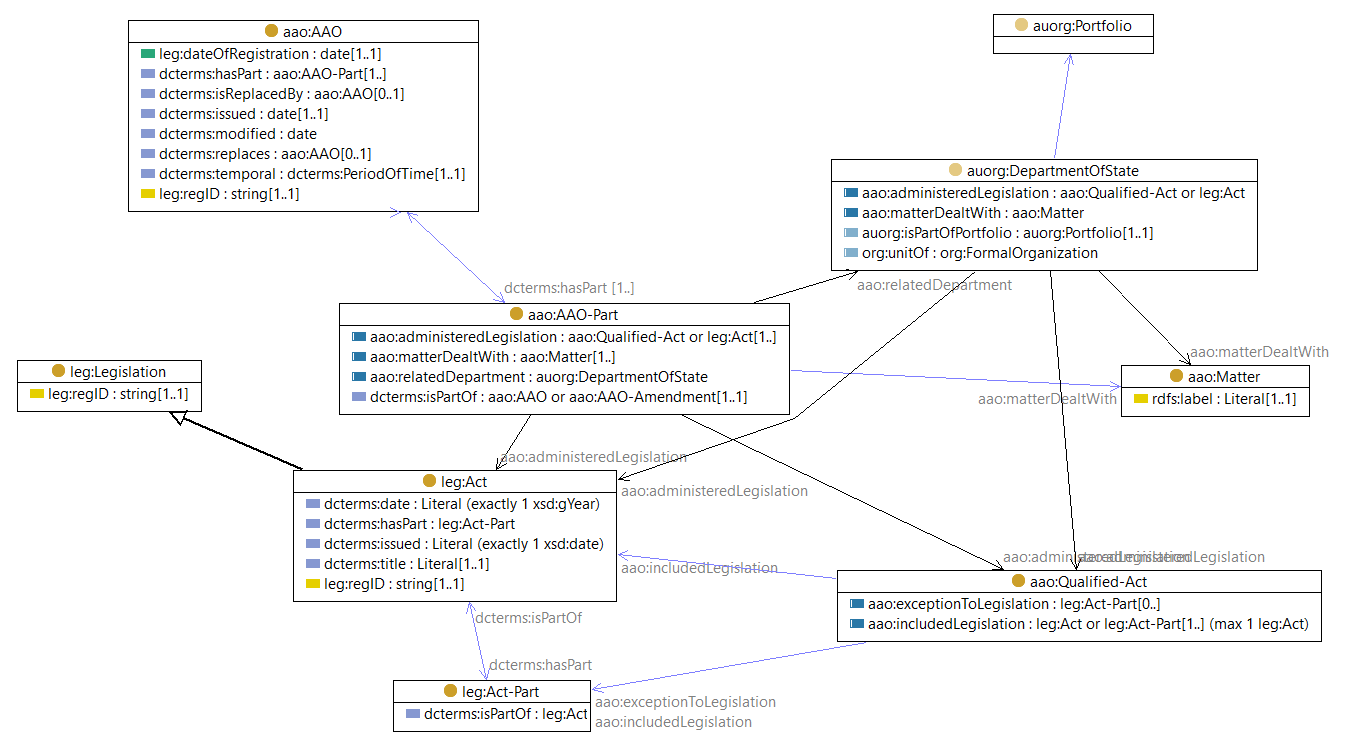 aao:AAO
leg:dateOfRegistration : date[1..1]
dcterms:hasPart : aao:AAO-Part[1..]
dcterms:isReplacedBy : aao:AAO[0..1]
dcterms:issued : date[1..1]
dcterms:modified : date
dcterms:replaces : aao:AAO[0..1]
dcterms:temporal : dcterms:PeriodOfTime[1..1]
leg:regID : string[1..1]
auorg:Portfolio
auorg:DepartmentOfState
aao:administeredLegislation : aao:Qualified-Act or leg:Act
aao:matterDealtWith : aao:Matter
auorg:isPartOfPortfolio : auorg:Portfolio[1..1]
org:unitOf : org:FormalOrganization
dcterms:hasPart [1..]
aao:relatedDepartment
aao:AAO-Part
aao:administeredLegislation : aao:Qualified-Act or leg:Act[1..]
aao:matterDealtWith : aao:Matter[1..]
aao:relatedDepartment : auorg:DepartmentOfState
dcterms:isPartOf : aao:AAO or aao:AAO-Amendment[1..1]
leg:Legislation
leg:regID : string[1..1]
aao:matterDealtWith
aao:matterDealtWith
aao:Matter
rdfs:label : Literal[1..1]
aao:administeredLegislation
aao:administeredLegislation
leg:Act
dcterms:date : Literal (exactly 1 xsd:gYear)
dcterms:hasPart : leg:Act-Part
dcterms:issued : Literal (exactly 1 xsd:date)
dcterms:title : Literal[1..1]
leg:regID : string[1..1]
aao:includedLegislation
aao:administeredLegislation
aao:administeredLegislation
aao:Qualified-Act
aao:exceptionToLegislation : leg:Act-Part[0..]
aao:includedLegislation : leg:Act or leg:Act-Part[1..] (max 1 leg:Act)
dcterms:isPartOf
dcterms:hasPart
leg:Act-Part
dcterms:isPartOf : leg:Act
aao:exceptionToLegislation
aao:includedLegislation